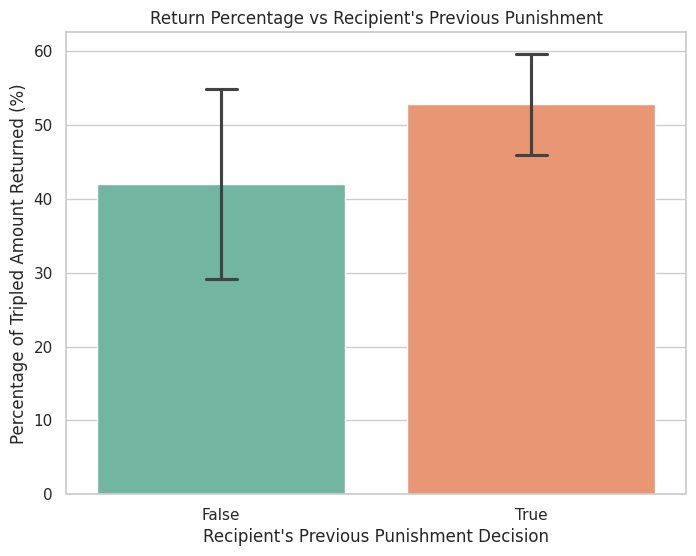 Return Percentage vs Recipient's Previous Punishment
Percentage of Tripled Amount Returned (%)
60
50
40
30
20
10
0
False
True
Recipient's Previous Punishment Decision